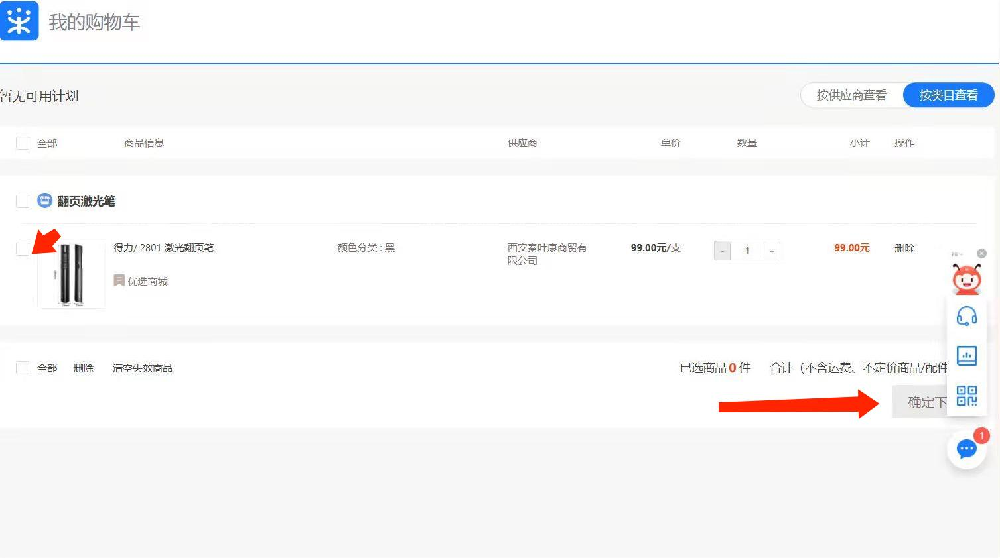 采 我的购物车
暂无可用计划
按供应商查看 按类目查看
全部 商品信息 供应商 单价 数量 小计 操作
翻页激光笔
得力/ 2801 激光翻页笔 颜色分类 : 黑 西安秦叶康商贸有 99.00元/支 - 1 + 99.00元 删除
限公司
Hi~
优选商城
全部 删除 清空失效商品 已选商品 0 件 合计（不含运费、不定价商品/配件
确定下
1